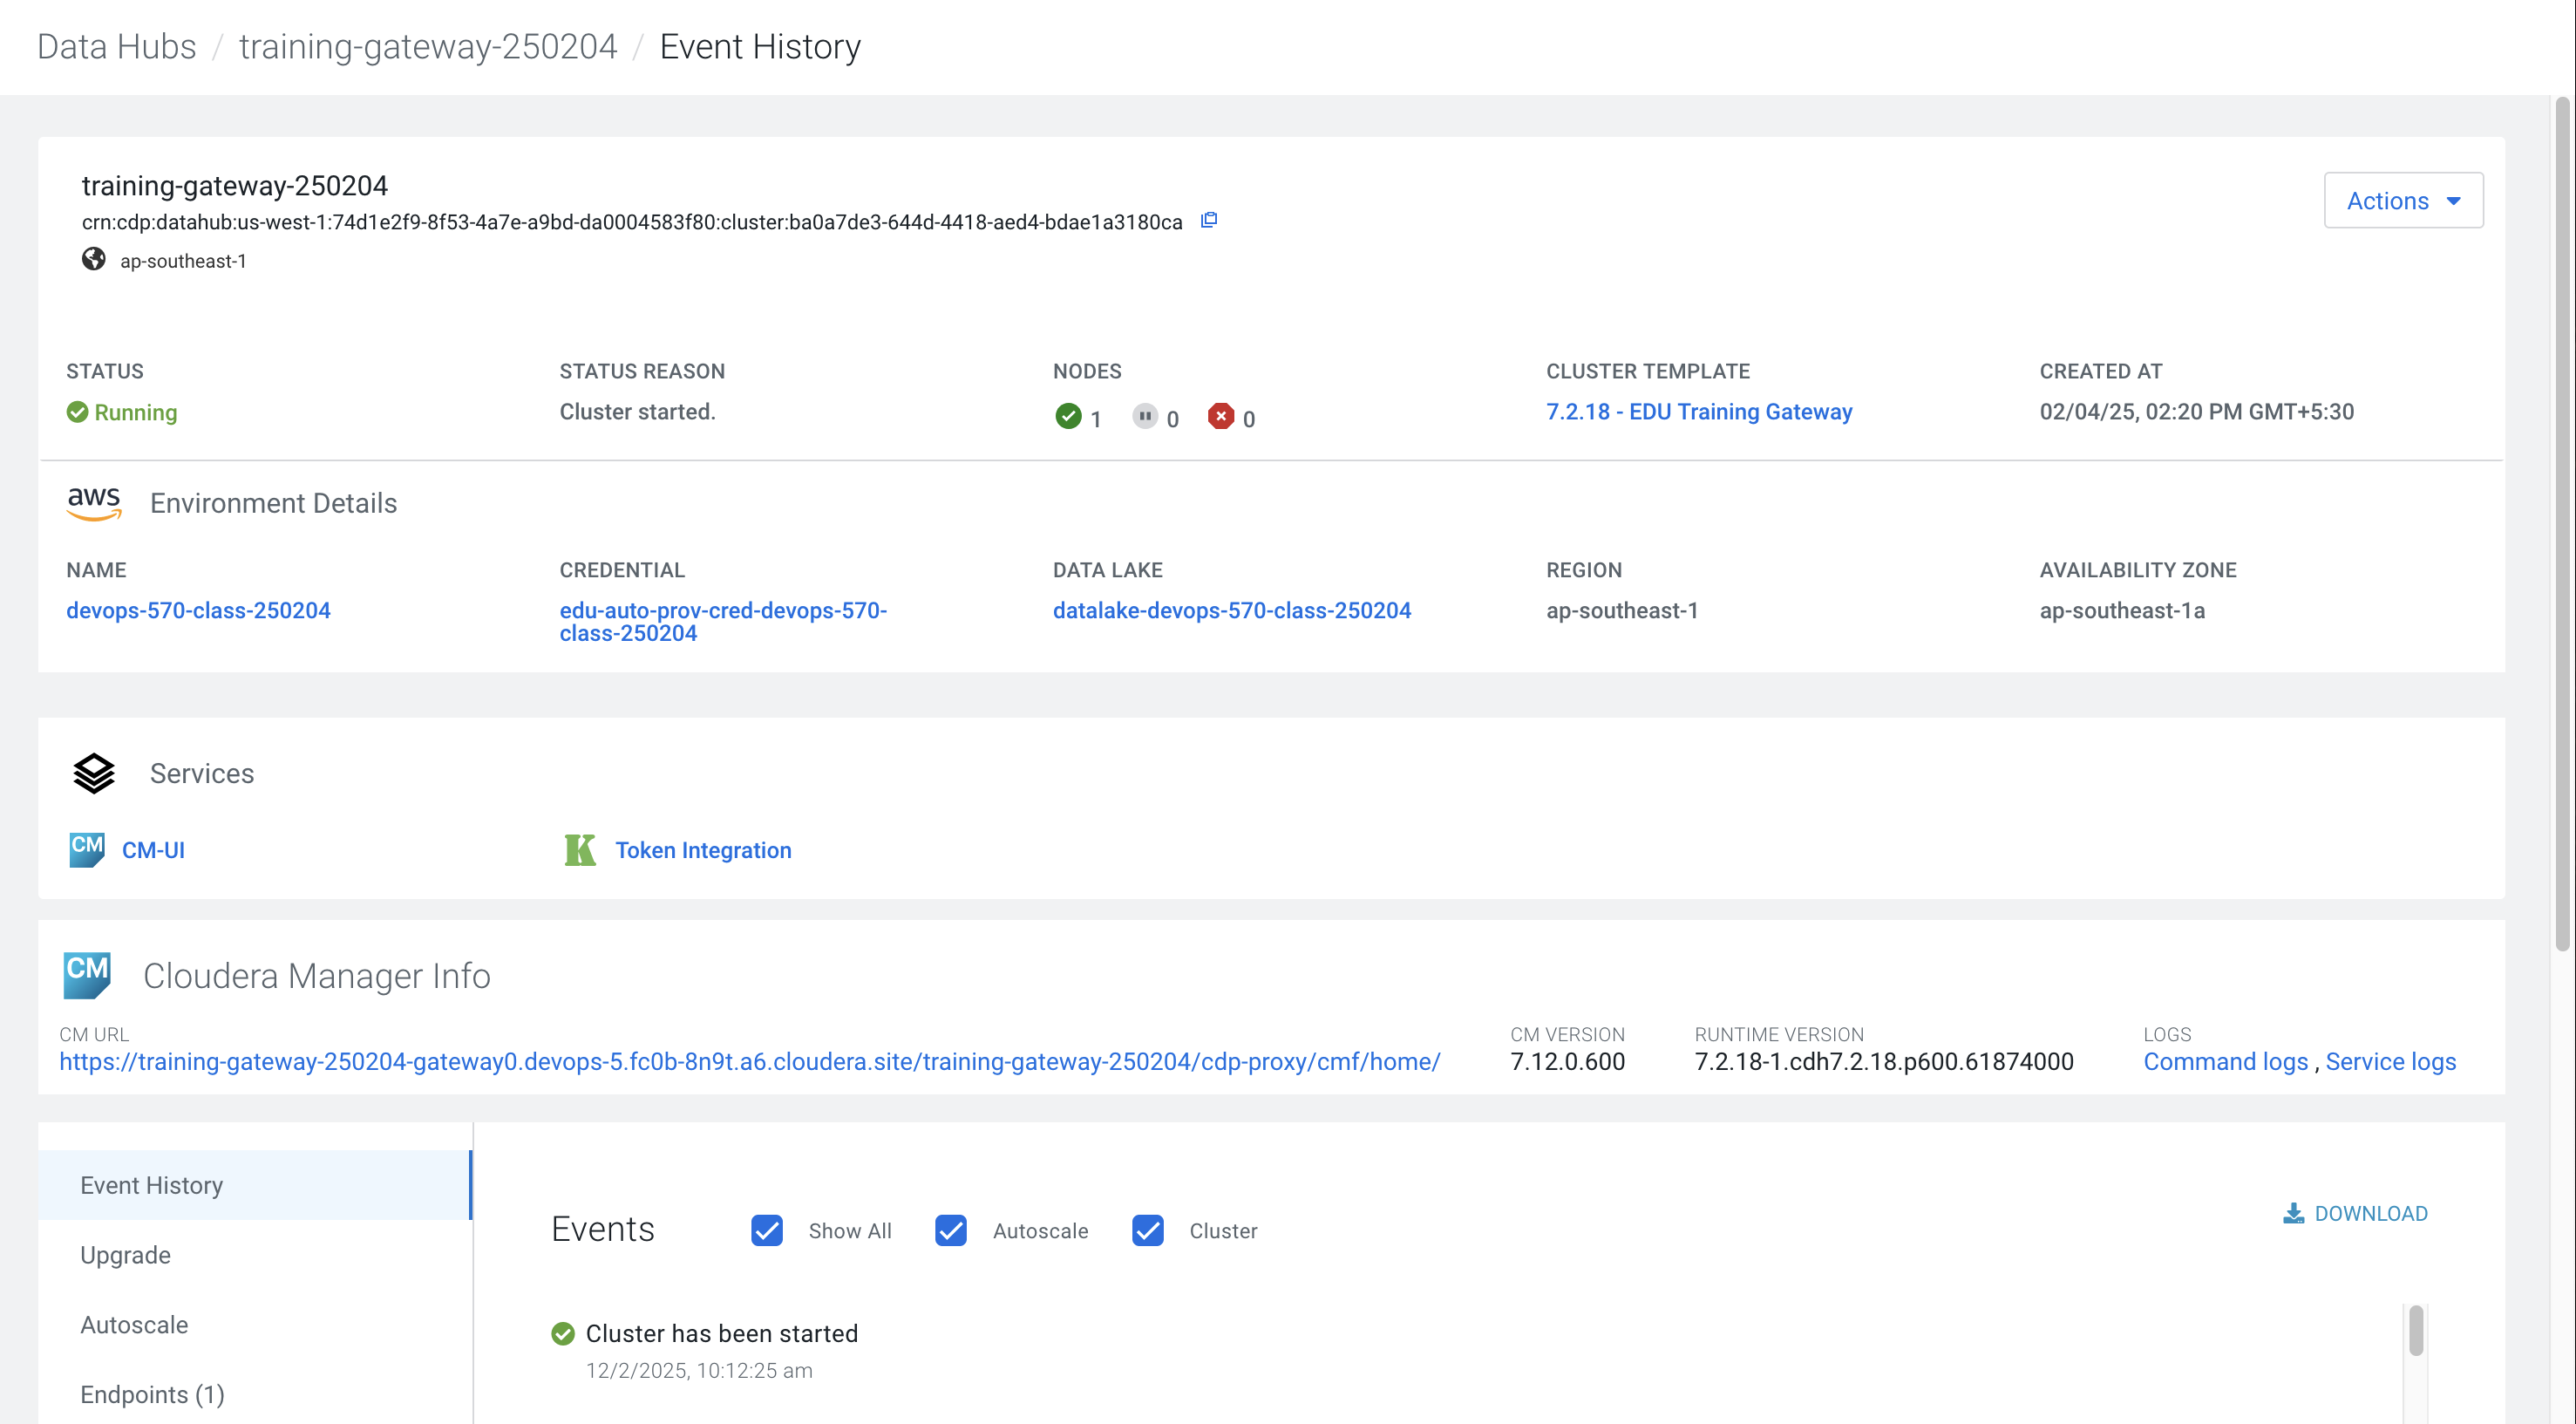 Data Hubs / training-gateway-250204 / Event History
training-gateway-250204
Actions
crn:cdp:datahub:us-west-1:74d1e2f9-8f53-4a7e-a9bd-da0004583f80:cluster:ba0a7de3-644d-4418-aed4-bdae1a3180ca
ap-southeast-1
STATUS STATUS REASON NODES CLUSTER TEMPLATE CREATED AT
Running Cluster started. 1 0 0 7.2.18 - EDU Training Gateway 02/04/25, 02:20 PM GMT+5:30
aws Environment Details
NAME CREDENTIAL DATA LAKE REGION AVAILABILITY ZONE
devops-570-class-250204 edu-auto-prov-cred-devops-570- datalake-devops-570-class-250204 ap-southeast-1 ap-southeast-1a
class-250204
Services
CM CM-UI K Token Integration
CM Cloudera Manager Info
CM URL CM VERSION RUNTIME VERSION LOGS
https://training-gateway-250204-gateway0.devops-5.fc0b-8n9t.a6.cloudera.site/training-gateway-250204/cdp-proxy/cmf/home/ 7.12.0.600 7.2.18-1.cdh7.2.18.p600.61874000 Command logs , Service logs
Event History
Upgrade
Autoscale
Endpoints (1)
Events Show All Autoscale Cluster
DOWNLOAD
Cluster has been started
12/2/2025, 10:12:25 am